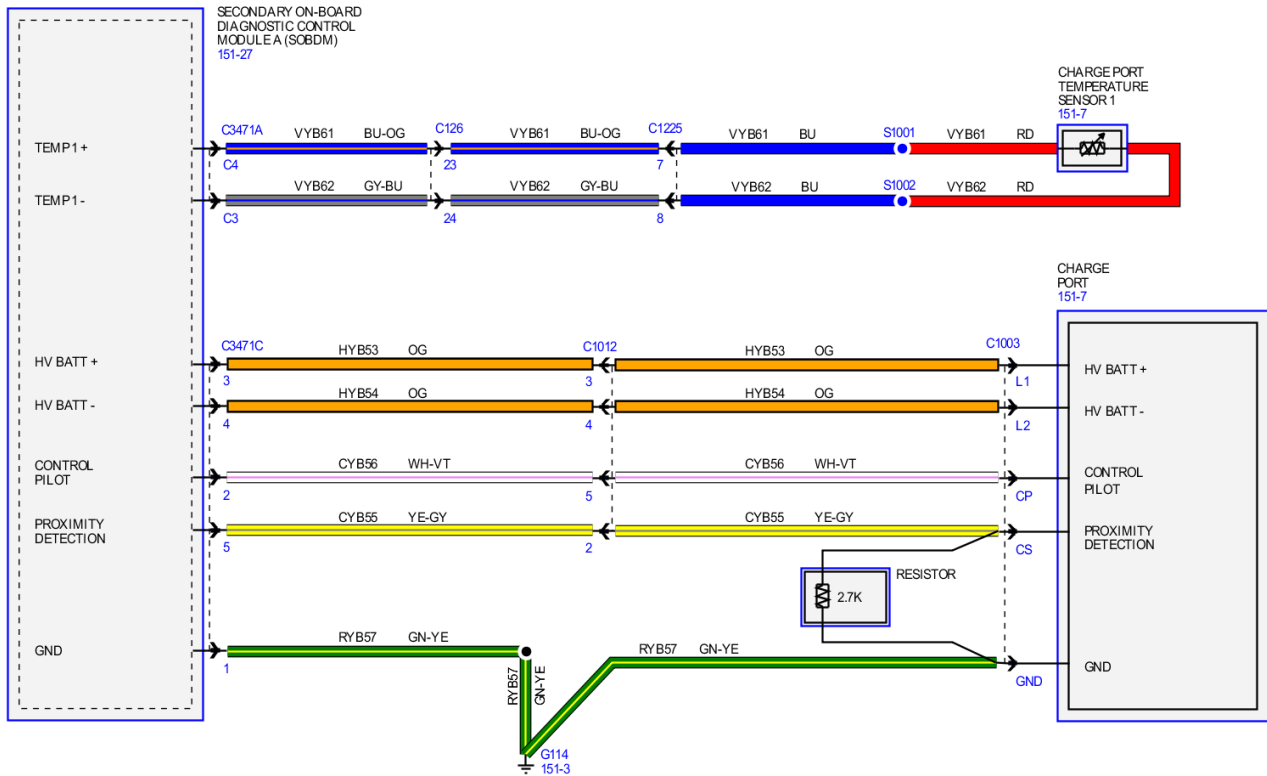 SECONDARY ON-BOARD
DIAGNOSTIC CONTROL
MODULE A (SOBDM)
151-27
CHARGE PORT
TEMPERATURE
SENSOR 1
151-7
C3471A VYB61 BU-OG C126 VYB61 BU-OG C1225 VYB61 BU S1001 VYB61 RD
TEMP1 +
C4 23 7
VYB62 GY-BU VYB62 GY-BU VYB62 BU S1002 VYB62 RD
TEMP1 -
C3 24 8
CHARGE
PORT
151-7
C3471C HYB53 OG C1012 HYB53 OG C1003
HV BATT + HV BATT +
3 3 L1
HYB54 OG HYB54 OG
HV BATT - HV BATT -
4 4 L2
CYB56 WH-VT CYB56 WH-VT
CONTROL
PILOT
CONTROL
PILOT
2 5 CP
CYB55 YE-GY CYB55 YE-GY
PROXIMITY
DETECTION
PROXIMITY
DETECTION
5 2 CS
RESISTOR
2.7K
RYB57 GN-YE RYB57 GN-YE
GND GND
1 GND
RYB57
GN-YE
G114
151-3